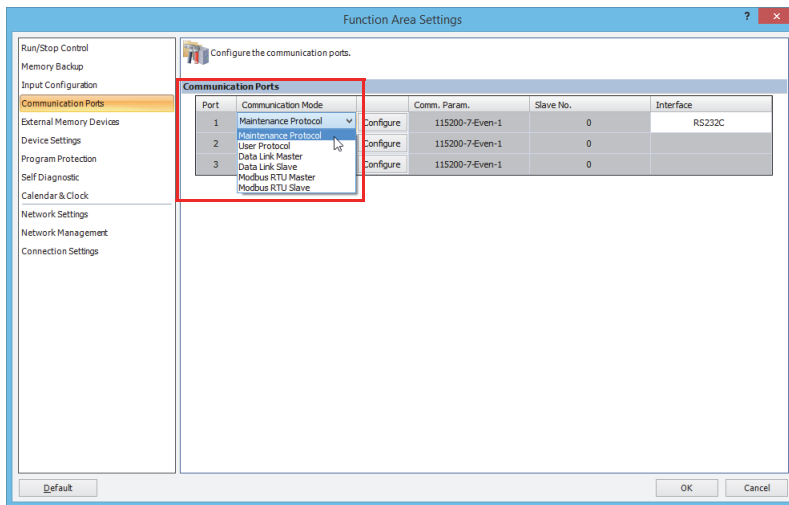 Function Area Settings
? ×
Run/Stop Control
Memory Backup
Input Configuration
Communication Ports
External Memory Devices
Device Settings
Program Protection
Self Diagnostic
Calendar & Clock
Network Settings
Network Management
Connection Settings
Configure the communication ports.
Communication Ports
Port Communication Mode Comm. Param. Slave No. Interface
1 Maintenance Protocol Configure 115200-7-Even-1 0 RS232C
Maintenance Protocol
User Protocol
Data Link Master
Data Link Slave
Modbus RTU Master
Modbus RTU Slave
2 Configure 115200-7-Even-1 0
3 Configure 115200-7-Even-1 0
Default OK Cancel